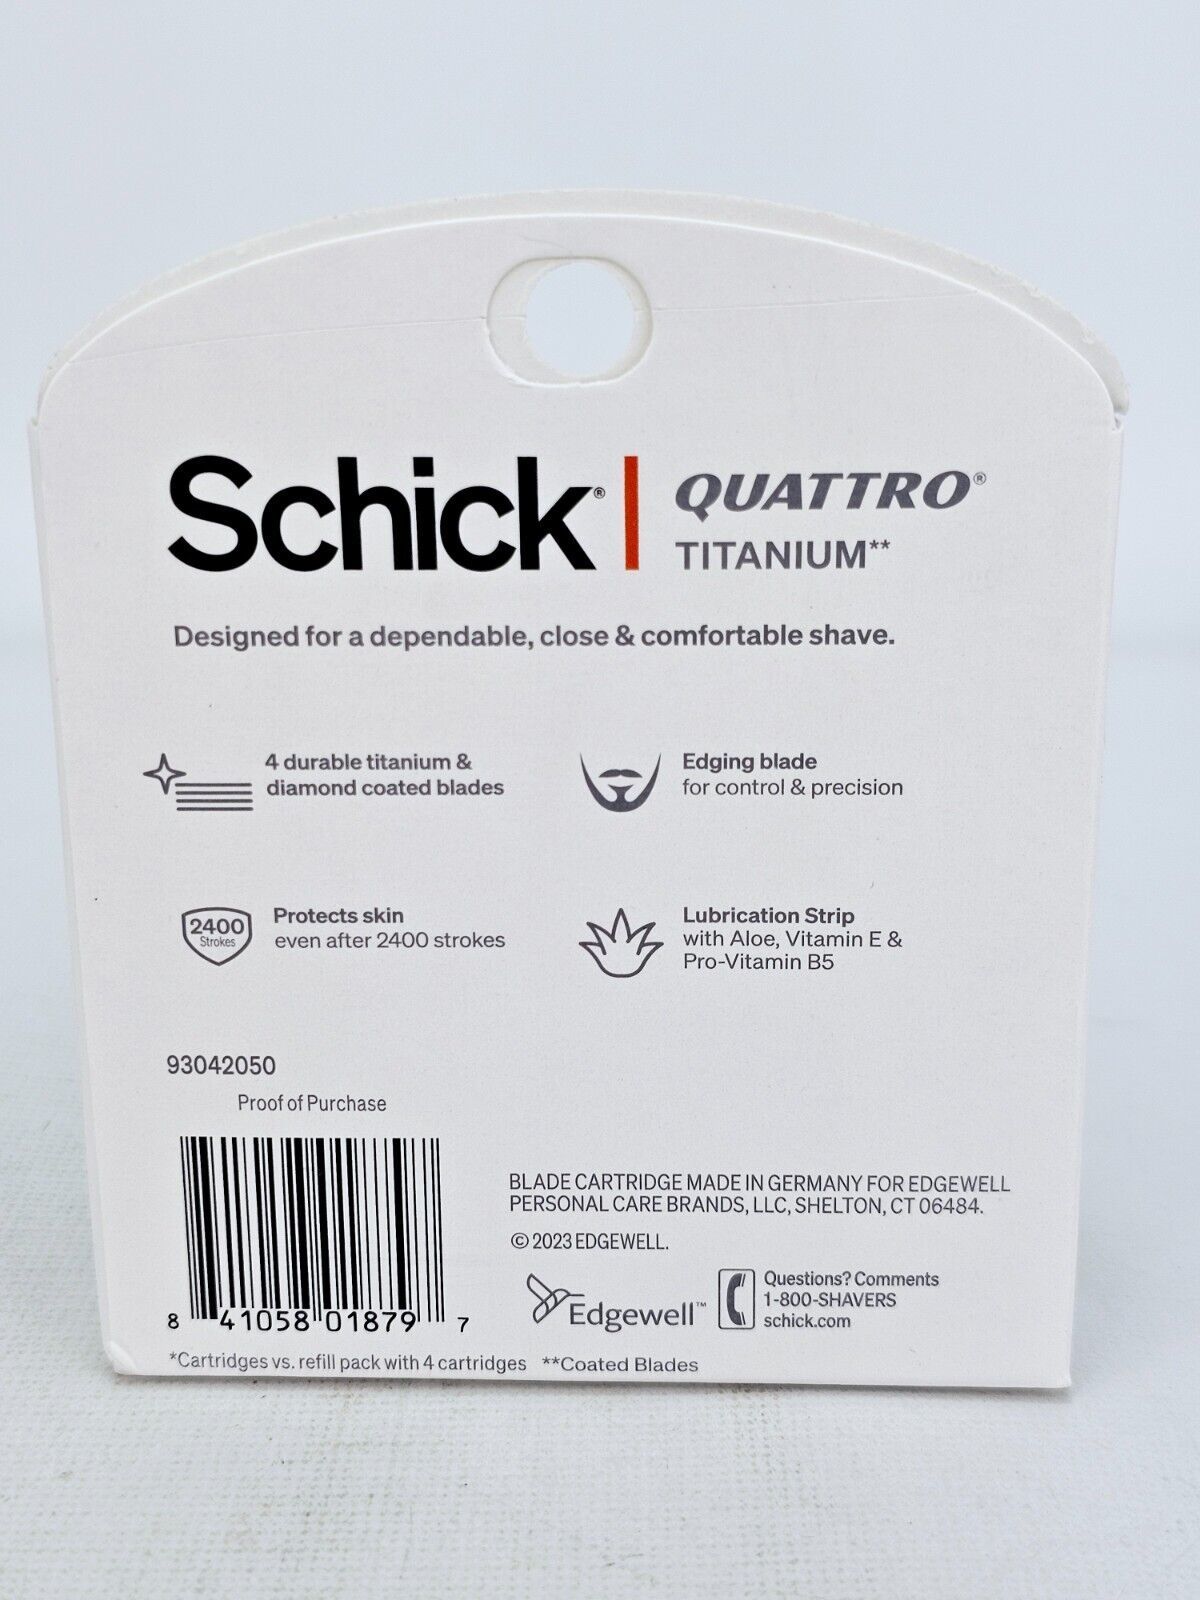 Schick® | QUATTRO®
TITANIUM**
Designed for a dependable, close & comfortable shave.
4 durable titanium &
diamond coated blades
Edging blade
for control & precision
2400
Strokes
Protects skin
even after 2400 strokes
Lubrication Strip
with Aloe, Vitamin E &
Pro-Vitamin B5
93042050
Proof of Purchase
8 41058 01879 7
BLADE CARTRIDGE MADE IN GERMANY FOR EDGEWELL
PERSONAL CARE BRANDS, LLC, SHELTON, CT 06484.
© 2023 EDGEWELL.
Edgewell™
Questions? Comments
1-800-SHAVERS
schick.com
*Cartridges vs. refill pack with 4 cartridges **Coated Blades